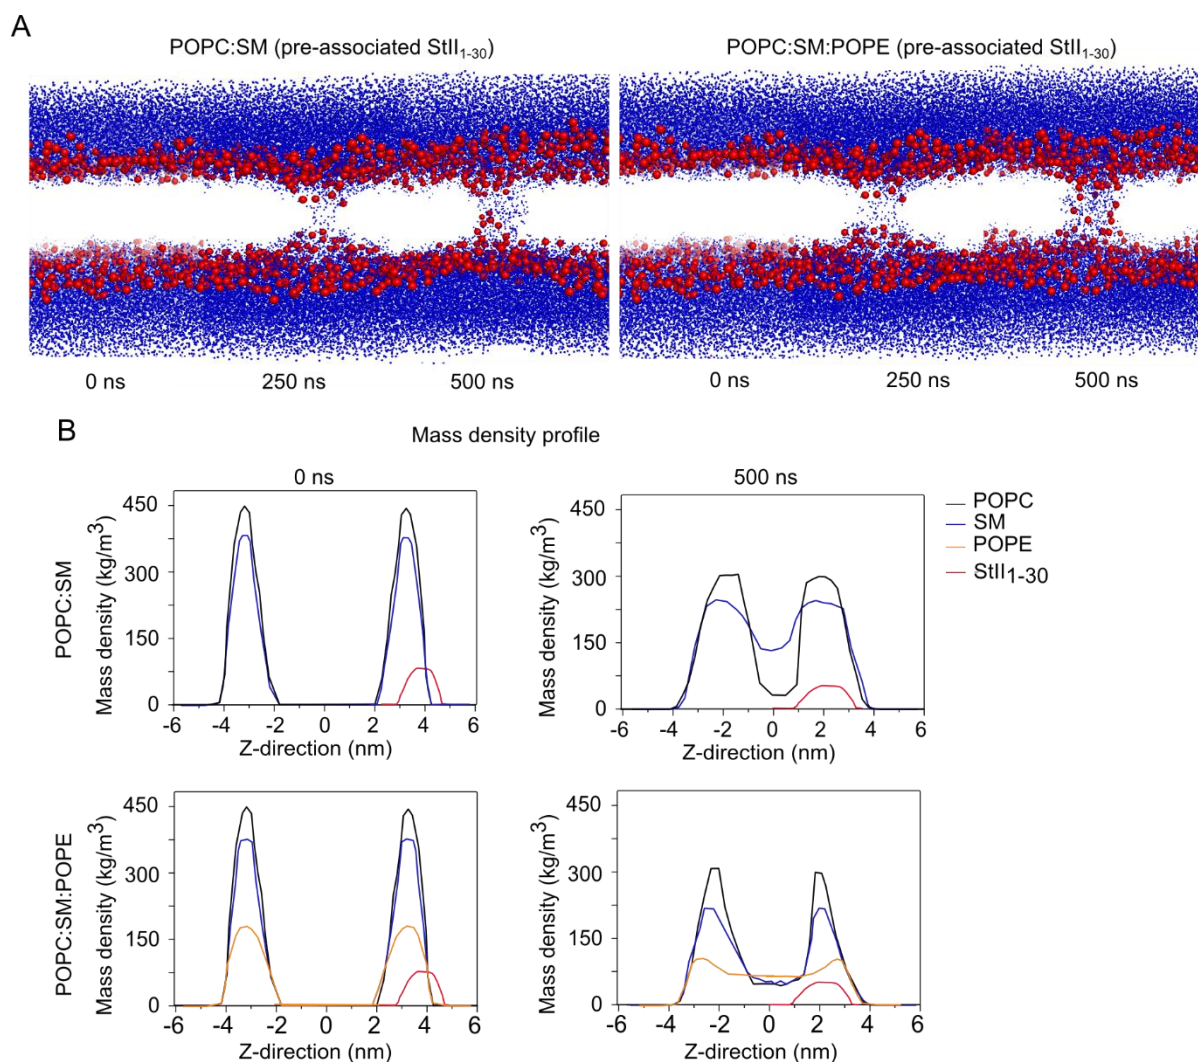 A
POPC:SM (pre-associated StII1-30)
POPC:SM:POPE (pre-associated StII1-30)
0 ns
250 ns
500 ns
0 ns
250 ns
500 ns
B
Mass density profile
0 ns
500 ns
POPC
SM
POPE
StII1-30
POPC:SM
Mass density (kg/m3)
450
300
150
0
-6 -4 -2 0 2 4 6
Z-direction (nm)
Mass density (kg/m3)
450
300
150
0
-6 -4 -2 0 2 4 6
Z-direction (nm)
POPC:SM:POPE
Mass density (kg/m3)
450
300
150
0
-6 -4 -2 0 2 4 6
Z-direction (nm)
Mass density (kg/m3)
450
300
150
0
-6 -4 -2 0 2 4 6
Z-direction (nm)